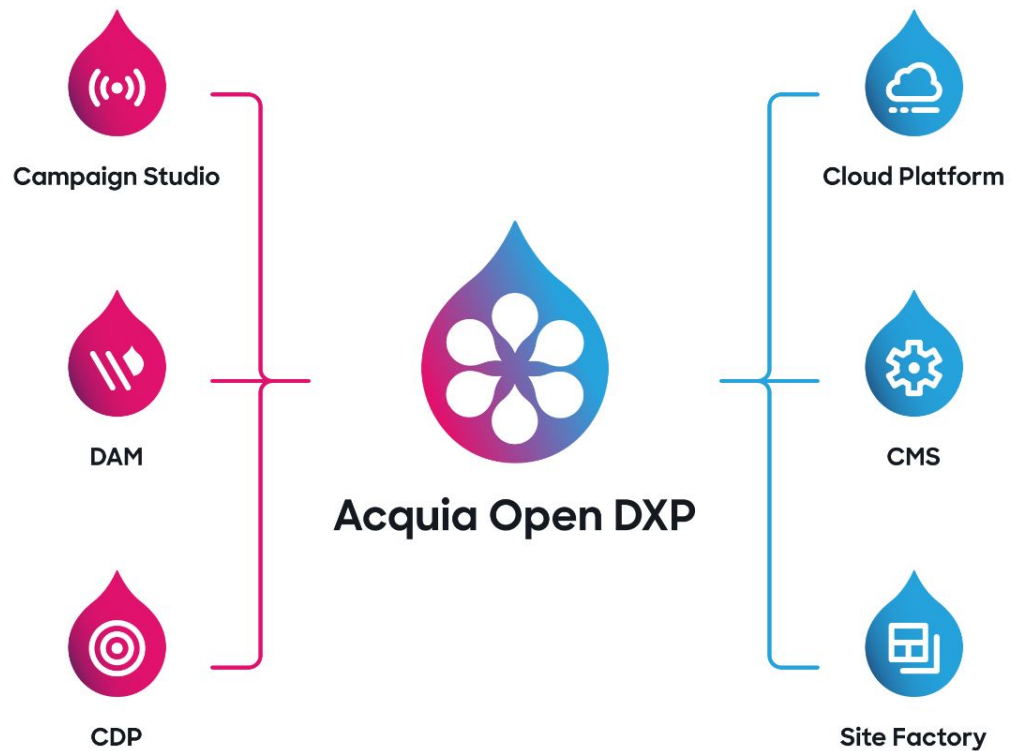 Campaign Studio
Cloud Platform
DAM
CMS
Acquia Open DXP
CDP
Site Factory